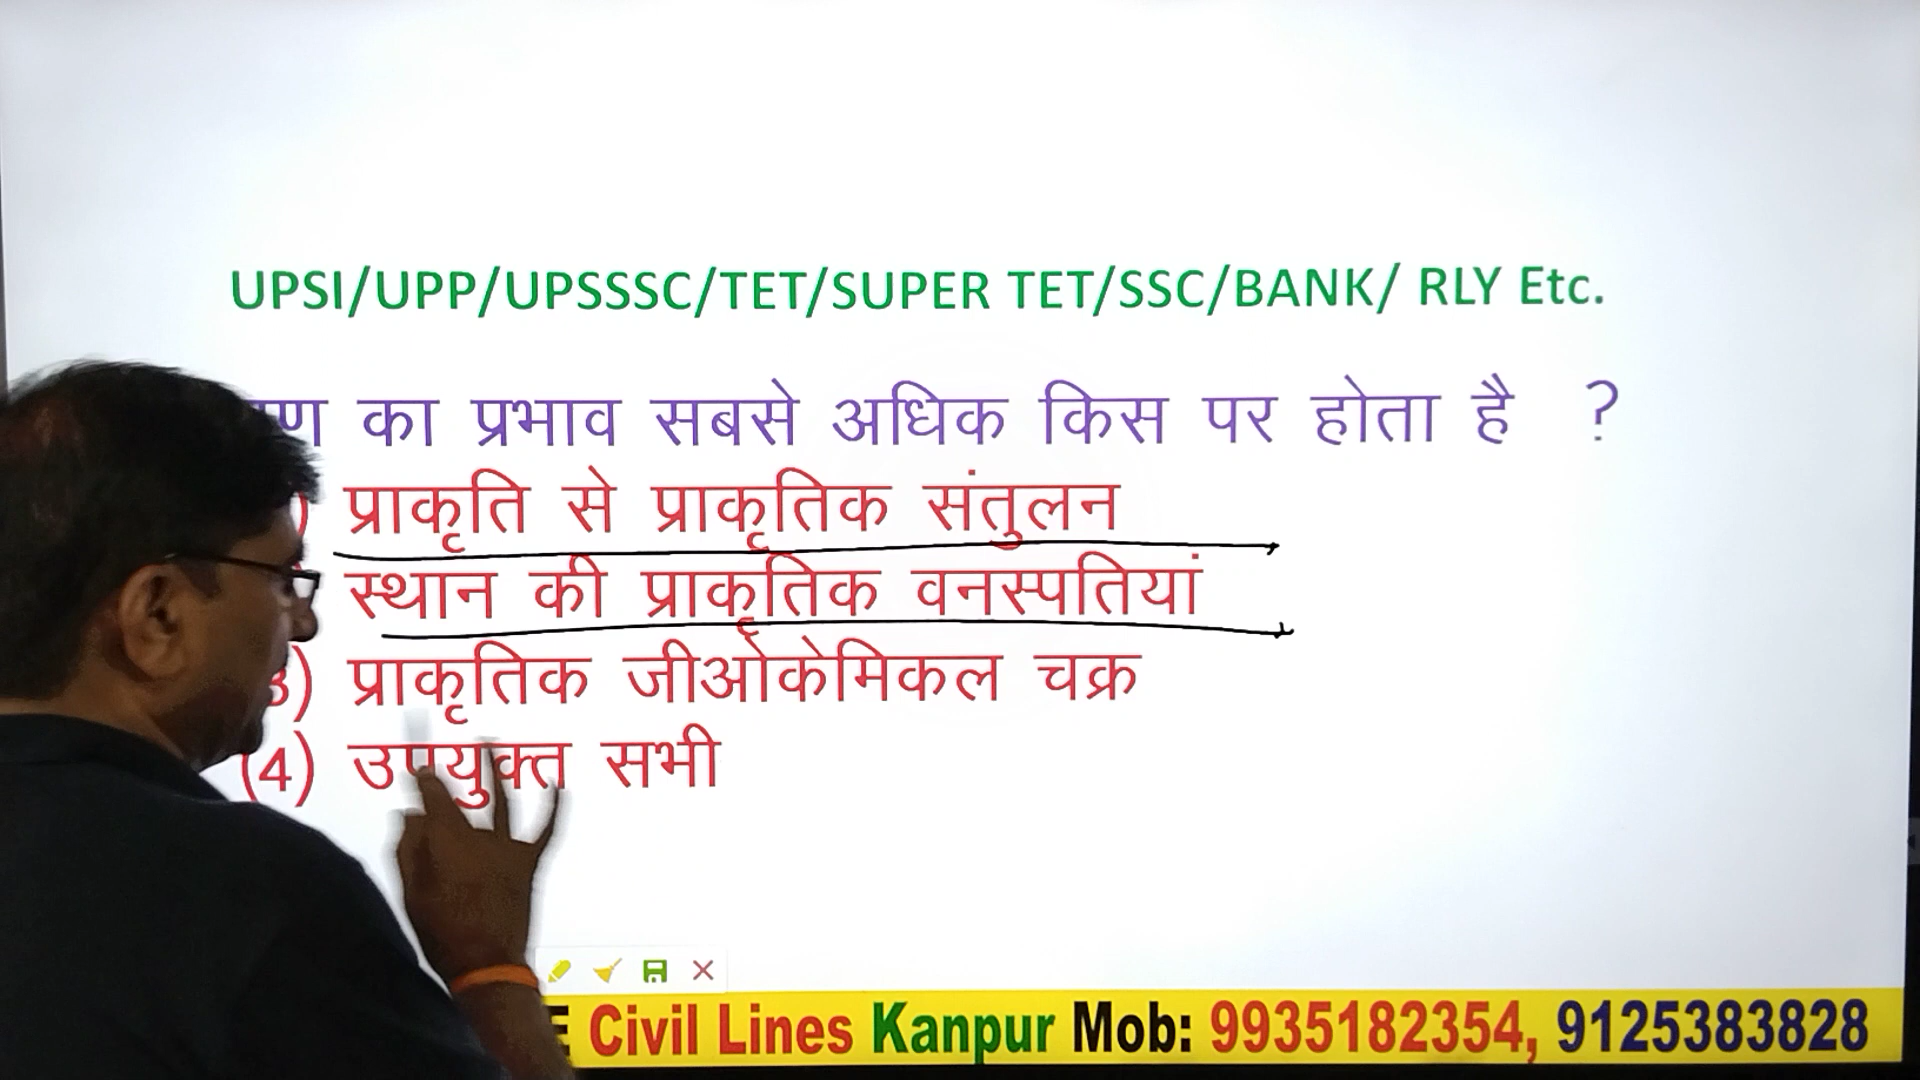 UPSI/UPP/UPSSSC/TET/SUPER TET/SSC/BANK/ RLY Etc.
का प्रभाव सबसे अधिक किस पर होता है ?
) प्राकृति से प्राकृतिक संतुलन
स्थान की प्राकृतिक वनस्पतियां
3) प्राकृतिक जीओकेमिकल चक्र
(4) उपयुक्त सभी
E Civil Lines Kanpur Mob: 9935182354, 9125383828